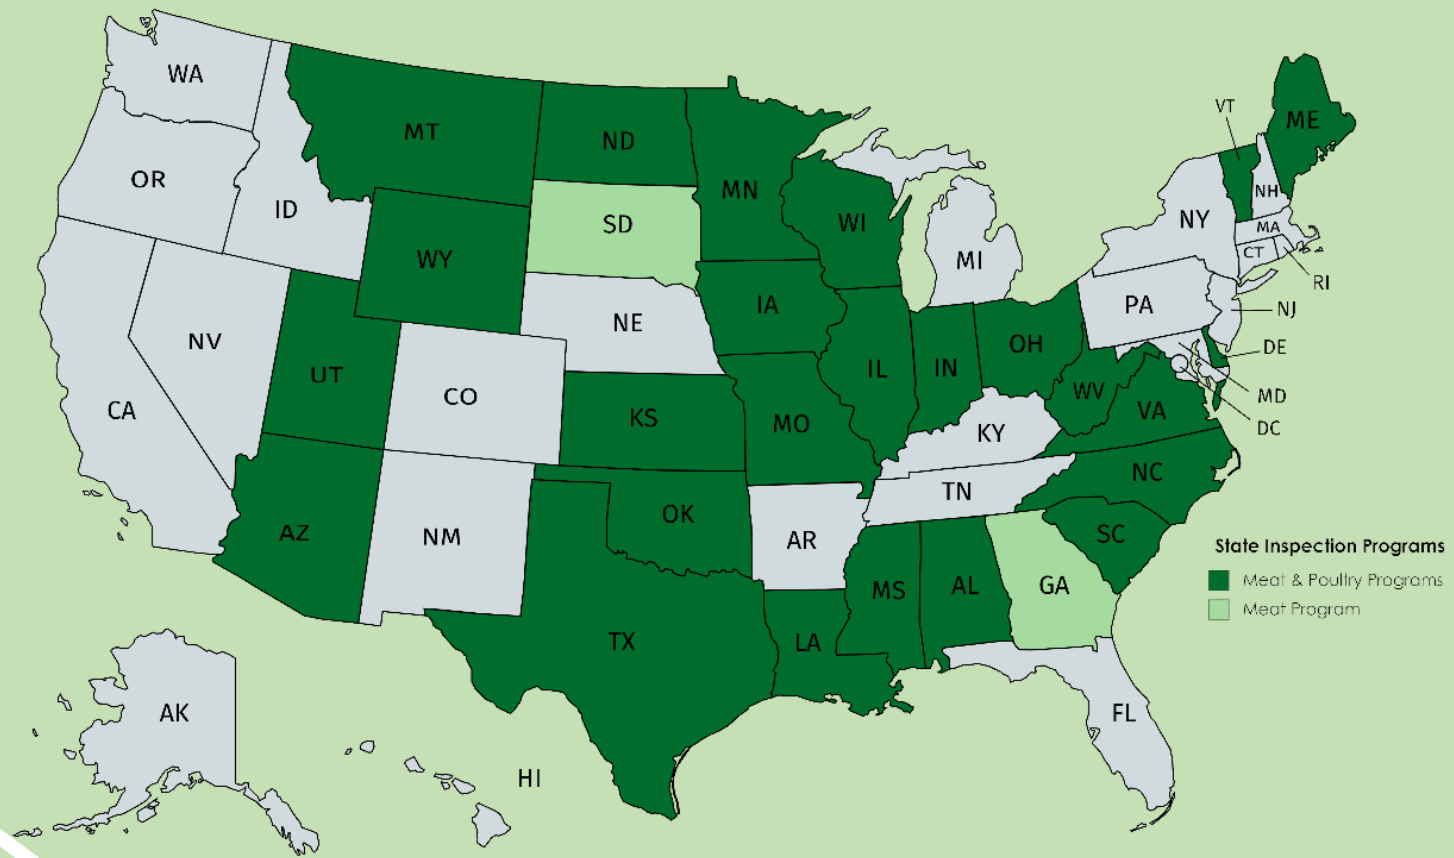 WA
MT
ND
VT
ME
OR
ID
MN
NH
SD
WI
NY
MA
WY
MI
CT
RI
IA
PA
NJ
NV
NE
OH
DE
UT
IL
IN
CO
WV
MD
CA
KS
MO
VA
DC
KY
NC
TN
AZ
NM
OK
AR
SC
State Inspection Programs
Meat & Poultry Programs
Meat Program
MS
AL
GA
TX
LA
AK
FL
HI